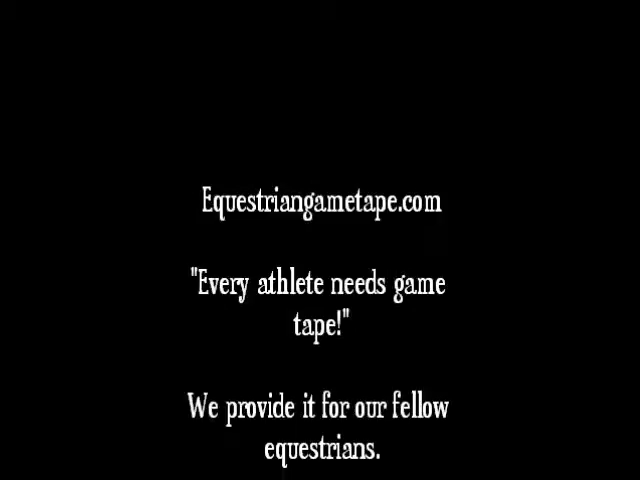 Equestriangametape.com
"Every athlete needs game
tape!"
We provide it for our fellow
equestrians.